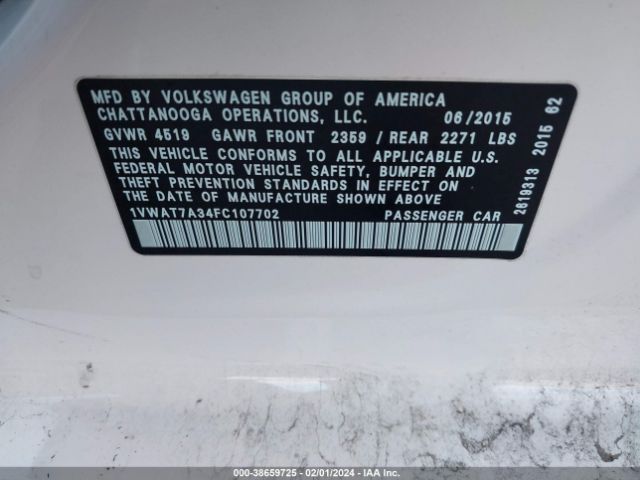 MFD BY VOLKSWAGEN GROUP OF AMERICA
CHATTANOOGA OPERATIONS, LLC. 06/2015
GVWR 4519 GAWR FRONT 2359 / REAR 2271 LBS
THIS VEHICLE CONFORMS TO ALL APPLICABLE U.S.
FEDERAL MOTOR VEHICLE SAFETY, BUMPER AND
THEFT PREVENTION STANDARDS IN EFFECT ON
THE DATE OF MANUFACTURE SHOWN ABOVE.
1VWAT7A34FC107702 PASSENGER CAR
2619313 2015 62
000-38659725 - 02/01/2024 - IAA Inc.